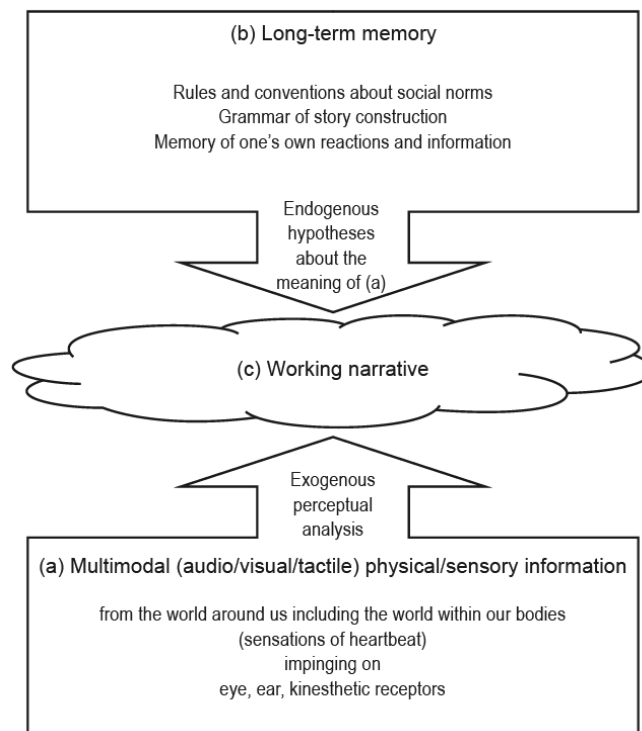 (b) Long-term memory
Rules and conventions about social norms
Grammar of story construction
Memory of one's own reactions and information
Endogenous
hypotheses
about the
meaning of (a)
(c) Working narrative
Exogenous
perceptual
analysis
(a) Multimodal (audio/visual/tactile) physical/sensory information
from the world around us including the world within our bodies
(sensations of heartbeat)
impinging on
eye, ear, kinesthetic receptors